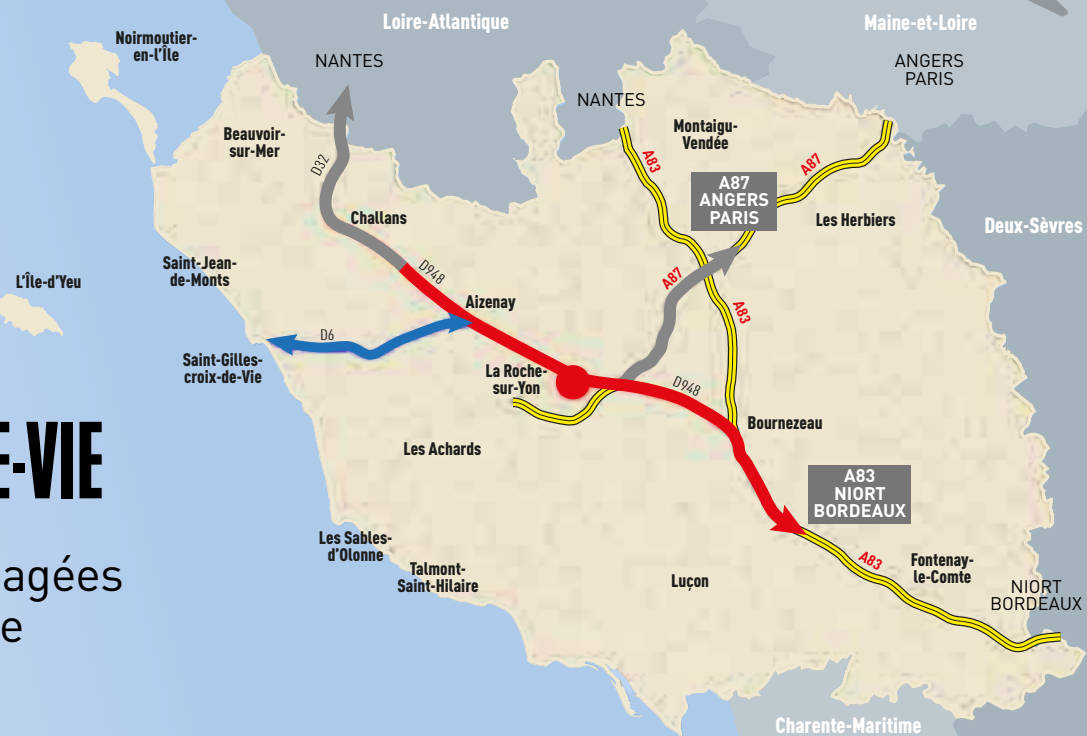 Loire-Atlantique
Maine-et-Loire
Noirmoutier-
en-l'Île
NANTES
ANGERS
PARIS
NANTES
Beauvoir-
sur-Mer
D32
Montaigu-
Vendée
A83
A87
A87
ANGERS
PARIS
Les Herbiers
Challans
Deux-Sèvres
Saint-Jean-
de-Monts
L'Île-d'Yeu
D948
A87
Aizenay
A83
D6
Saint-Gilles-
croix-de-Vie
La Roche-
sur-Yon
D948
Bournezeau
E-VIE
Les Achards
A83
NIORT
BORDEAUX
Les Sables-
d'Olonne
Talmont-
Saint-Hilaire
agées
e
Luçon
A83
Fontenay-
le-Comte
NIORT
BORDEAUX
Charente-Maritime